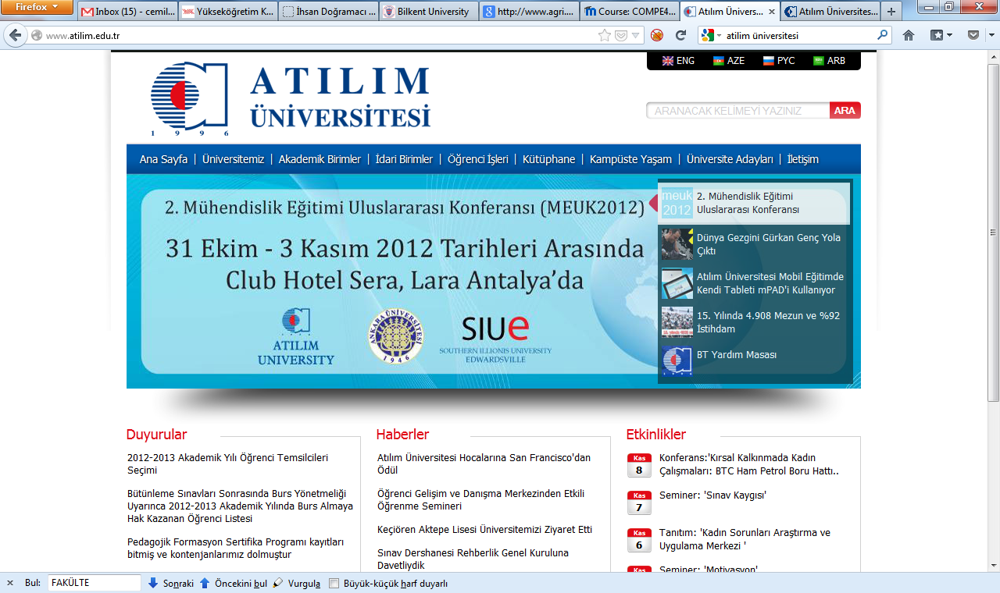 Firefox
Inbox (15) - cemil...
Yükseköğretim K...
İhsan Doğramacı ...
Bilkent University
http://www.agri....
Course: COMPE4...
Atılım Ünivers...
Atılım Üniversites...
www.atilim.edu.tr
atilim üniversitesi
ENG AZE РУС ARB
ATILIM
ÜNİVERSİTESİ
1996
ARANACAK KELİMEYİ YAZINIZ
ARA
Ana Sayfa | Üniversitemiz | Akademik Birimler | İdari Birimler | Öğrenci İşleri | Kütüphane | Kampüste Yaşam | Üniversite Adayları | İletişim
2. Mühendislik Eğitimi Uluslararası Konferansı (MEUK2012)
31 Ekim - 3 Kasım 2012 Tarihleri Arasında
Club Hotel Sera, Lara Antalya’da
ATILIM
UNIVERSITY
ANKARA ÜNİVERSİTESİ
1946
SIUe
SOUTHERN ILLIONIS UNIVERSITY
EDWARDSVILLE
meuk
2012
2. Mühendislik Eğitimi
Uluslararası Konferansı
Dünya Gezgini Gürkan Genç Yola
Çıktı
Atılım Üniversitesi Mobil Eğitimde
Kendi Tableti mPAD'i Kullanıyor
15. Yılında 4.908 Mezun ve %92
İstihdam
BT Yardım Masası
Duyurular
2012-2013 Akademik Yılı Öğrenci Temsilcileri
Seçimi
Bütünleme Sınavları Sonrasında Burs Yönetmeliği
Uyarınca 2012-2013 Akademik Yılında Burs Almaya
Hak Kazanan Öğrenci Listesi
Pedagojik Formasyon Sertifika Programı kayıtları
bitmiş ve kontenjanlarımız dolmuştur
Haberler
Atılım Üniversitesi Hocalarına San Francisco'dan
Ödül
Öğrenci Gelişim ve Danışma Merkezinden Etkili
Öğrenme Semineri
Keçiören Aktepe Lisesi Üniversitemizi Ziyaret Etti
Sınav Dershanesi Rehberlik Genel Kuruluna
Davetliydik
Etkinlikler
Kas
8
Konferans:'Kırsal Kalkınmada Kadın
Çalışmaları: BTC Ham Petrol Boru Hattı..
Kas
7
Seminer: 'Sınav Kaygısı'
Kas
6
Tanıtım: 'Kadın Sorunları Araştırma ve
Uygulama Merkezi '
Kas
Seminer: 'Motivasyon'
Bul: FAKÜLTE Sonraki Öncekini bul Vurgula Büyük-küçük harf duyarlı